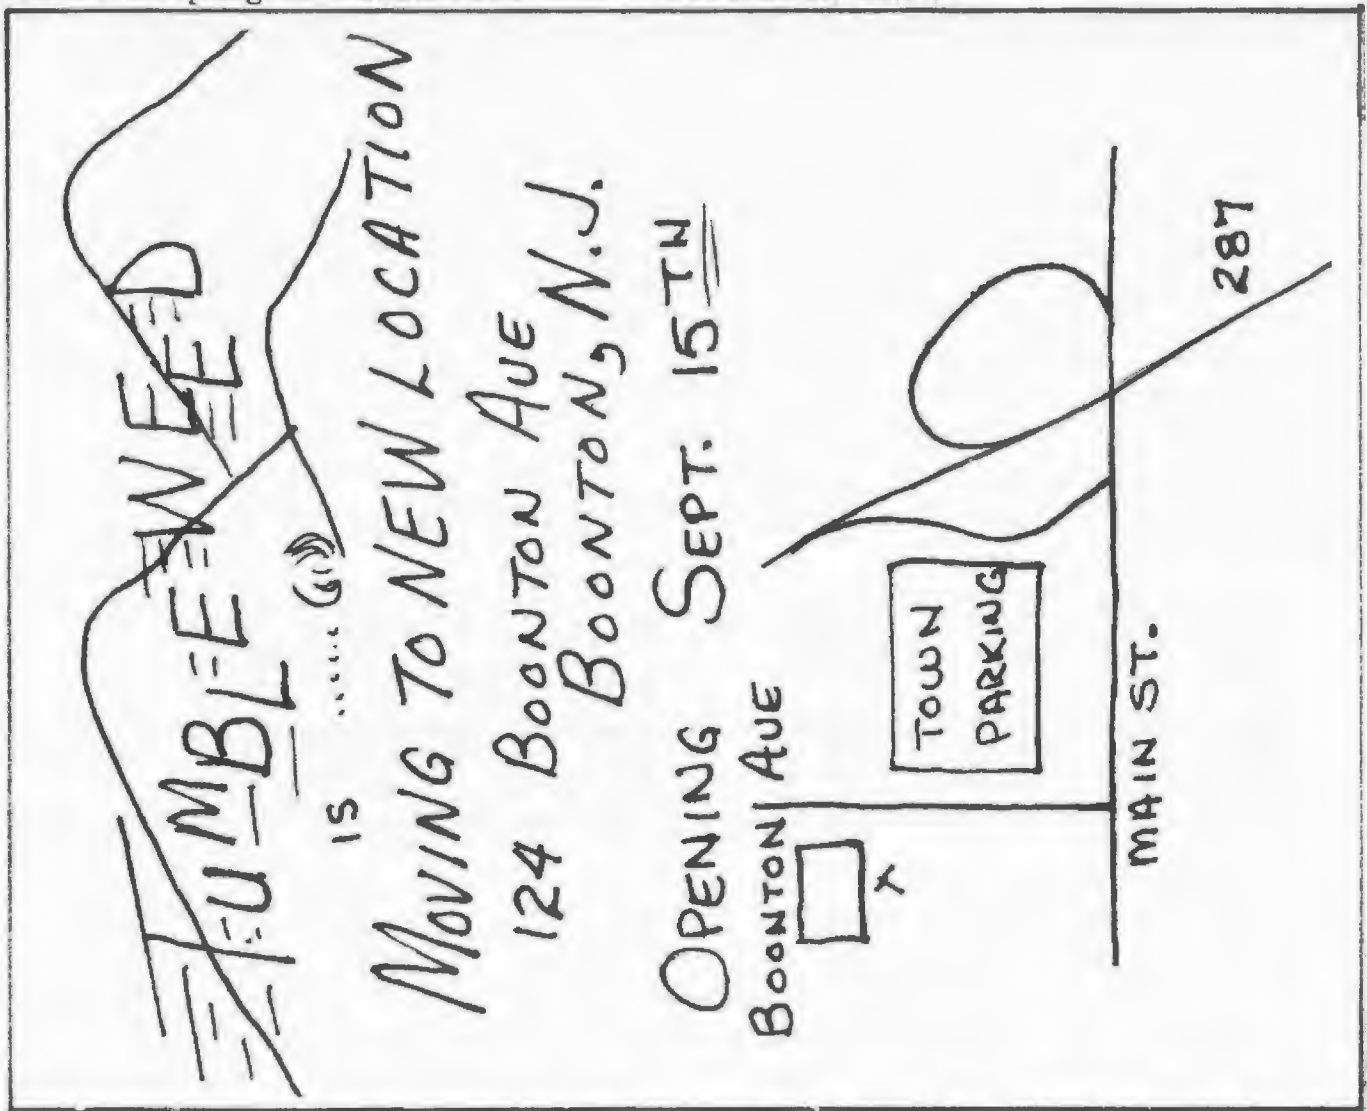 TUMBLEWEED
IS
MOVING TO NEW LOCATION
124 BOONTON AVE
BOONTON, N.J.
OPENING SEPT. 15TH
BOONTON AVE
X
TOWN
PARKING
MAIN ST.
287